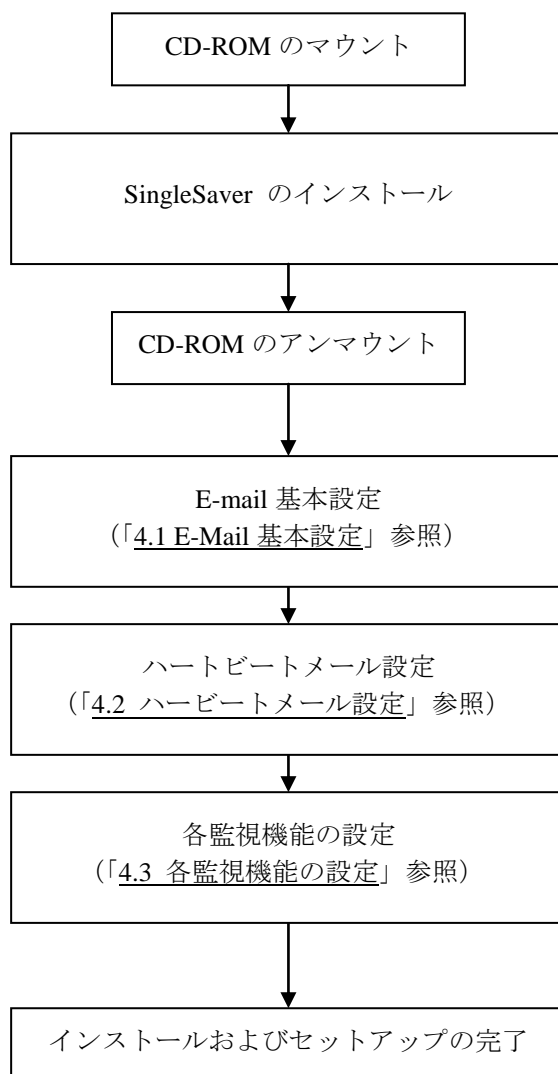 CD-ROM のマウント
SingleSaver のインストール
CD-ROM のアンマウント
E-mail 基本設定
（「4.1 E-Mail 基本設定」参照）
ハートビートメール設定
（「4.2 ハービートメール設定」参照）
各監視機能の設定
（「4.3 各監視機能の設定」参照）
インストールおよびセットアップの完了